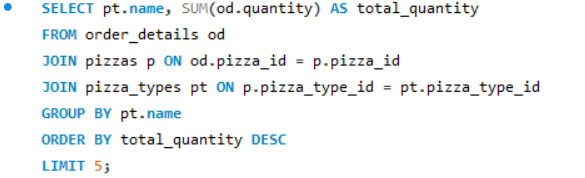 SELECT pt.name, SUM(od.quantity) AS total_quantity
FROM order_details od
JOIN pizzas p ON od.pizza_id = p.pizza_id
JOIN pizza_types pt ON p.pizza_type_id = pt.pizza_type_id
GROUP BY pt.name
ORDER BY total_quantity DESC
LIMIT 5;